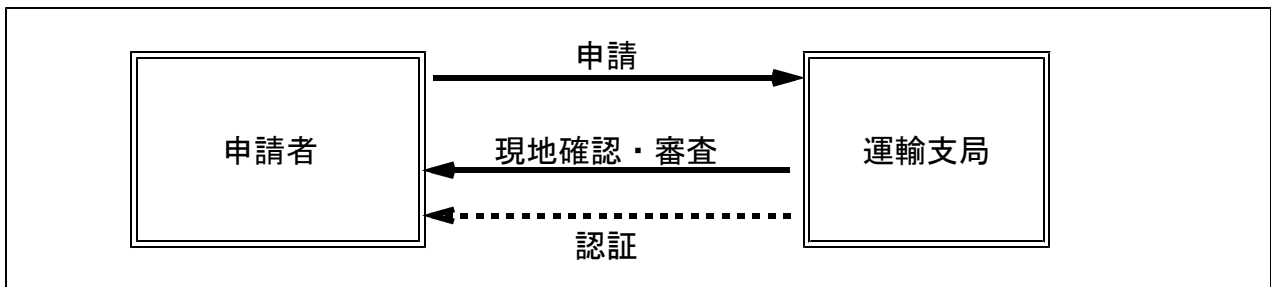 申請
申請者
現地確認・審査
運輸支局
認証